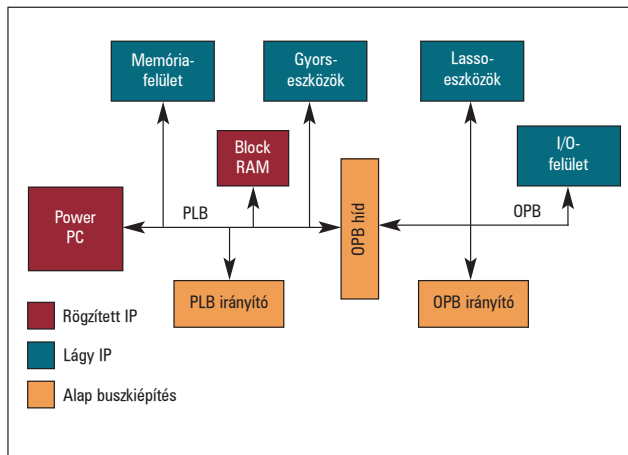 Memória-
felület
Gyors-
eszközök
Lasso-
eszközök
I/O-
felület
Block
RAM
Power
PC
PLB
OPB híd
OPB
PLB irányító
OPB irányító
Rögzített IP
Lágy IP
Alap buszkiépítés